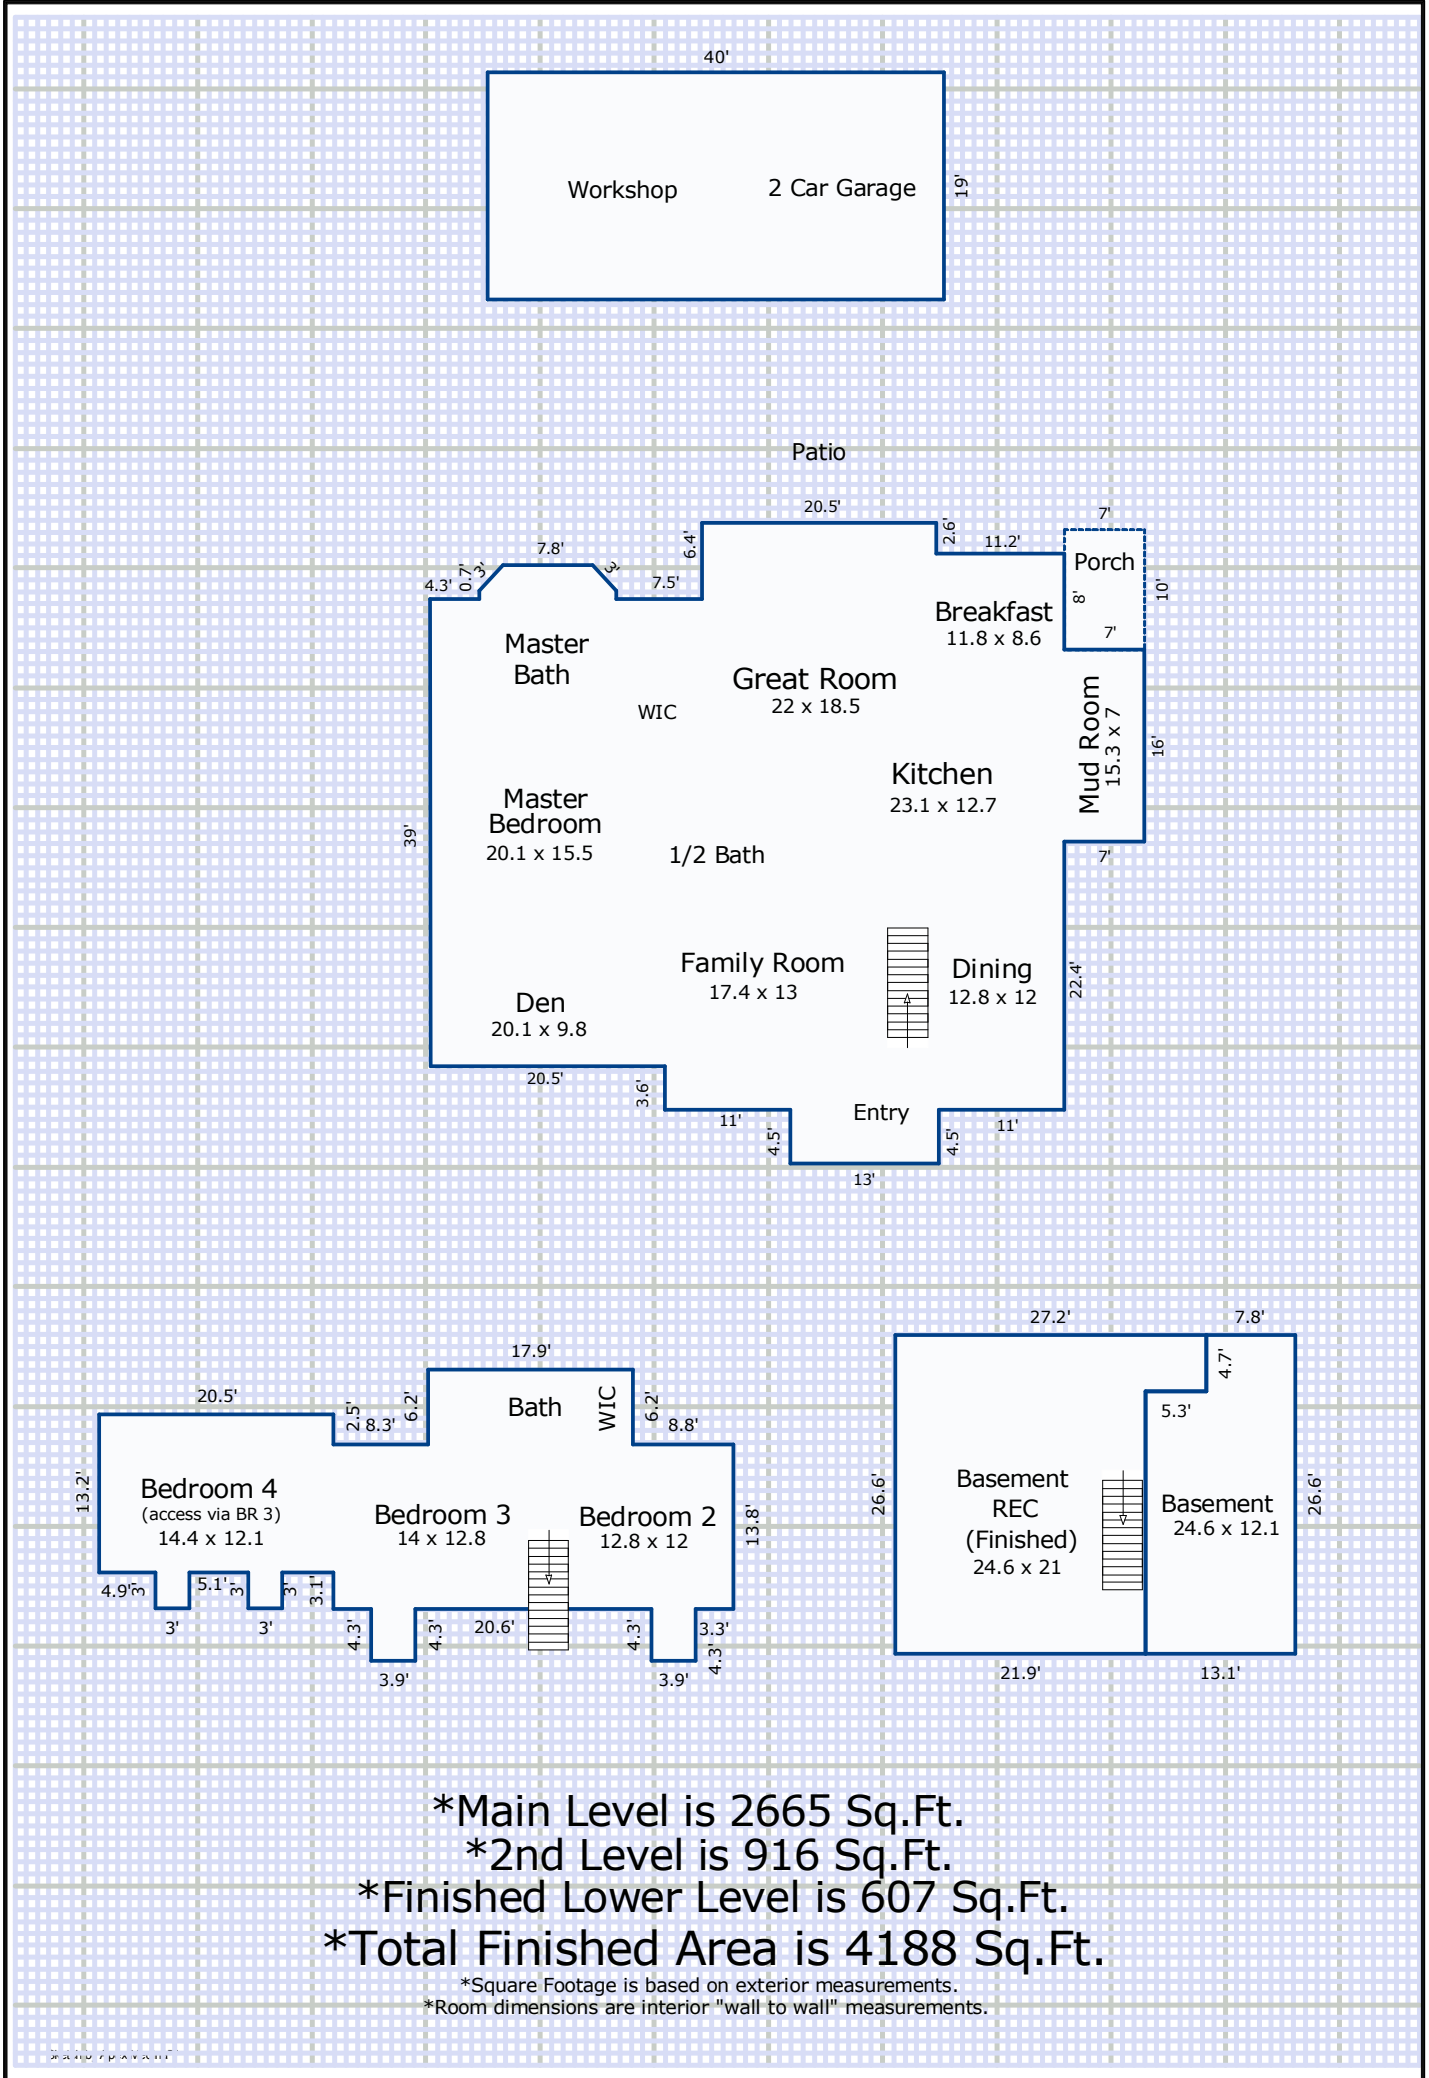 40'
Workshop
2 Car Garage
19'
Patio
20.5'
7'
2.6'
6.4'
11.2'
7.8'
Porch
3'
3'
0.7'
4.3'
7.5'
10'
8'
Breakfast
11.8 x 8.6
7'
Master
Bath
Great Room
22 x 18.5
WIC
Mud Room
15.3 x 7
16'
Kitchen
23.1 x 12.7
Master
Bedroom
20.1 x 15.5
39'
1/2 Bath
7'
Family Room
17.4 x 13
Dining
12.8 x 12
22.4'
Den
20.1 x 9.8
20.5'
3.6'
Entry
11'
11'
4.5'
4.5'
13'
27.2'
7.8'
4.7'
17.9'
20.5'
2.5'
8.3'
6.2'
Bath
WIC
6.2'
8.8'
5.3'
13.2'
Bedroom 4
(access via BR 3)
14.4 x 12.1
Bedroom 3
14 x 12.8
Bedroom 2
12.8 x 12
13.8'
26.6'
Basement
REC
(Finished)
24.6 x 21
Basement
24.6 x 12.1
26.6'
4.9'
3'
5.1'
3'
3'
3.1'
3'
3'
4.3'
4.3'
20.6'
4.3'
3.3'
4.3'
3.9'
3.9'
21.9'
13.1'
*Main Level is 2665 Sq.Ft.
*2nd Level is 916 Sq.Ft.
*Finished Lower Level is 607 Sq.Ft.
*Total Finished Area is 4188 Sq.Ft.
*Square Footage is based on exterior measurements.
*Room dimensions are interior "wall to wall" measurements.